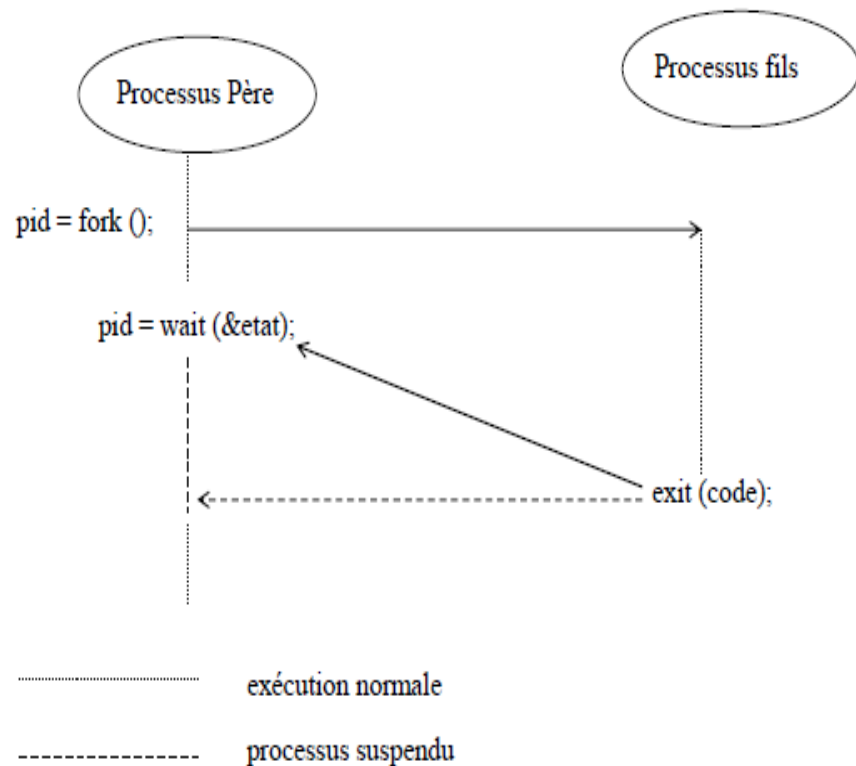 Processus Père
Processus fils
pid = fork ();
pid = wait (&etat);
exit (code);
exécution normale
processus suspendu